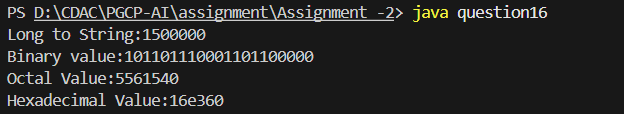 PS D:\CDAC\PGCP-AI\assignment\Assignment -2> java question16
Long to String:1500000
Binary value:101101110001101100000
Octal Value:5561540
Hexadecimal Value:16e360